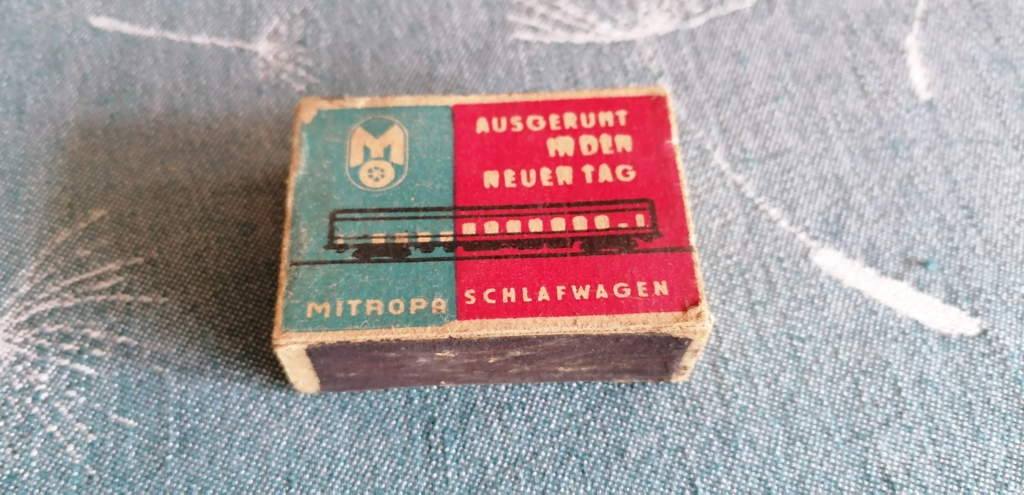 M
AUSGERUHT
IN DEN
NEUEN TAG
MITROPA SCHLAFWAGEN